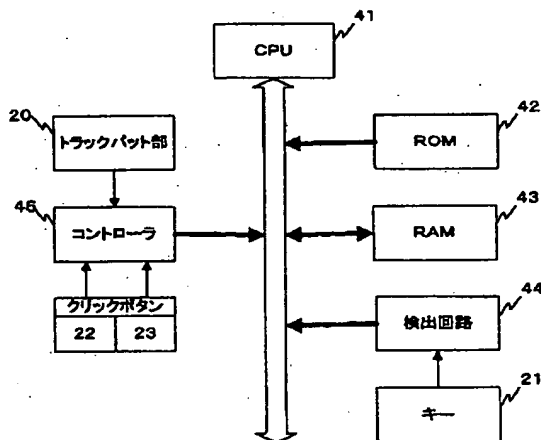 41
CPU
20
トラックパット部
42
ROM
45
コントローラ
43
RAM
クリックボタン
22 23
44
検出回路
21
キー